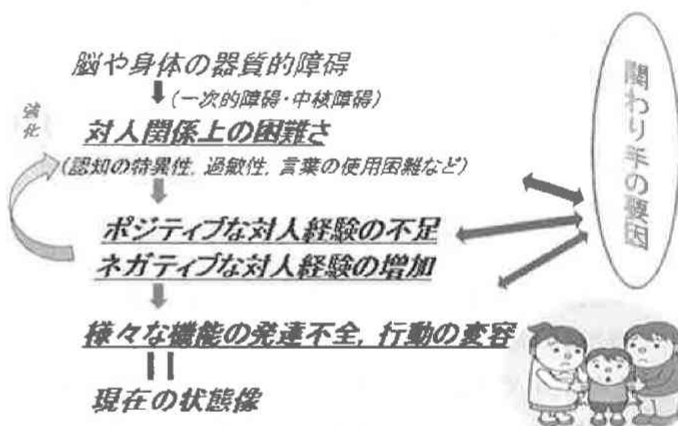 脳や身体の器質的障碍
(一次的障碍・中核障碍)
強化
対人関係上の困難さ
(認知の特異性, 過敏性, 言葉の使用困難など)
ポジティブな対人経験の不足
ネガティブな対人経験の増加
様々な機能の発達不全, 行動の変容
現在の状態像
関わり手の要因